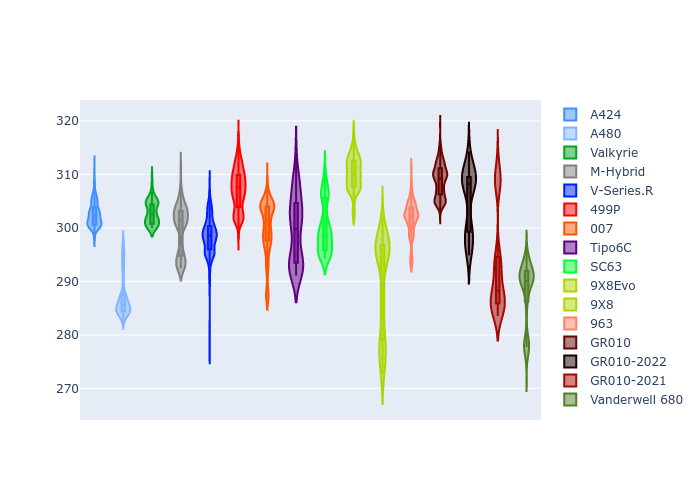 320
310
300
290
280
270
A424
A480
Valkyrie
M-Hybrid
V-Series.R
499P
007
Tipo6C
SC63
9X8Evo
9X8
963
GR010
GR010-2022
GR010-2021
Vanderwell 680